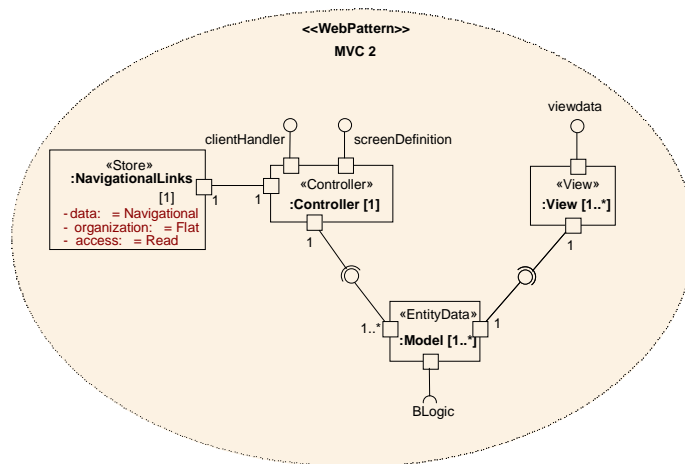 <<WebPattern>>
MVC 2
viewdata
clientHandler
screenDefinition
«Store»
:NavigationalLinks
[1]
- data: = Navigational
- organization: = Flat
- access: = Read
1
1
«Controller»
:Controller [1]
1
«View»
:View [1..*]
1
1..*
«EntityData»
:Model [1..*]
1
BLogic